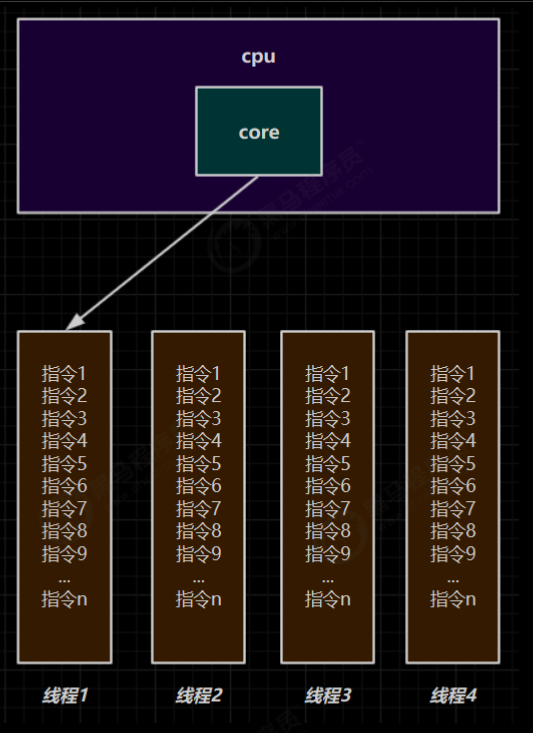 cpu
core
指令1
指令2
指令3
指令4
指令5
指令6
指令7
指令8
指令9
...
指令n
线程1
指令1
指令2
指令3
指令4
指令5
指令6
指令7
指令8
指令9
...
指令n
线程2
指令1
指令2
指令3
指令4
指令5
指令6
指令7
指令8
指令9
...
指令n
线程3
指令1
指令2
指令3
指令4
指令5
指令6
指令7
指令8
指令9
...
指令n
线程4